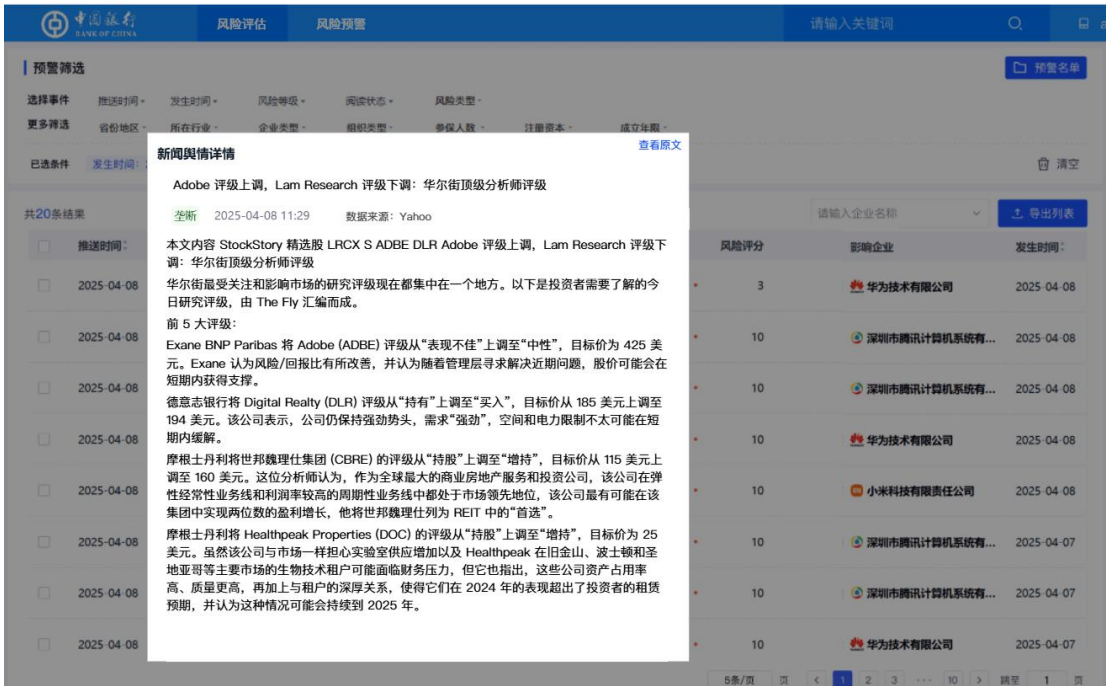 中国银行
BANK OF CHINA
风险评估
风险预警
请输入关键词
预警筛选
预警名单
选择事件
推送时间
发生时间
风险等级
阅读状态
风险类型
更多筛选
省份地区
所在行业
企业类型
组织类型
参保人数
注册资本
成立年限
已选条件
发生时间:
清空
共20条结果
请输入企业名称
导出列表
推送时间
风险评分
影响企业
发生时间
2025-04-08
3
华为技术有限公司
2025-04-08
2025-04-08
10
深圳市腾讯计算机系统有...
2025-04-08
2025-04-08
10
深圳市腾讯计算机系统有...
2025-04-08
2025-04-08
10
华为技术有限公司
2025-04-08
2025-04-08
10
小米科技有限责任公司
2025-04-08
2025-04-08
10
深圳市腾讯计算机系统有...
2025-04-07
2025-04-08
10
深圳市腾讯计算机系统有...
2025-04-07
2025-04-08
10
华为技术有限公司
2025-04-07
5条/页
页
1
2
3
...
10
跳至
1
页
查看原文
新闻舆情详情
Adobe 评级上调，Lam Research 评级下调：华尔街顶级分析师评级
垄断
2025-04-08 11:29
数据来源：Yahoo
本文内容 StockStory 精选股 LRCX S ADBE DLR Adobe 评级上调，Lam Research 评级下
调：华尔街顶级分析师评级
华尔街最受关注和影响市场的研究评级现在都集中在一个地方。以下是投资者需要了解的今
日研究评级，由 The Fly 汇编而成。
前 5 大评级：
Exane BNP Paribas 将 Adobe (ADBE) 评级从“表现不佳”上调至“中性”，目标价为 425 美
元。Exane 认为风险/回报比有所改善，并认为随着管理层寻求解决近期问题，股价可能会在
短期内获得支撑。
德意志银行将 Digital Realty (DLR) 评级从“持有”上调至“买入”，目标价从 185 美元上调至
194 美元。该公司表示，公司仍保持强劲势头，需求“强劲”，空间和电力限制不太可能在短
期内缓解。
摩根士丹利将世邦魏理仕集团 (CBRE) 的评级从“持股”上调至“增持”，目标价从 115 美元上
调至 160 美元。这位分析师认为，作为全球最大的商业房地产服务和投资公司，该公司在弹
性经常性业务线和利润率较高的周期性业务线中都处于市场领先地位，该公司最有可能在该
集团中实现两位数的盈利增长，他将世邦魏理仕列为 REIT 中的“首选”。
摩根士丹利将 Healthpeak Properties (DOC) 的评级从“持股”上调至“增持”，目标价为 25
美元。虽然该公司与市场一样担心实验室供应增加以及 Healthpeak 在旧金山、波士顿和圣
地亚哥等主要市场的生物技术租户可能面临财务压力，但它也指出，这些公司资产占用率
高、质量更高，再加上与租户的深厚关系，使得它们在 2024 年的表现超出了投资者的租赁
预期，并认为这种情况可能会持续到 2025 年。